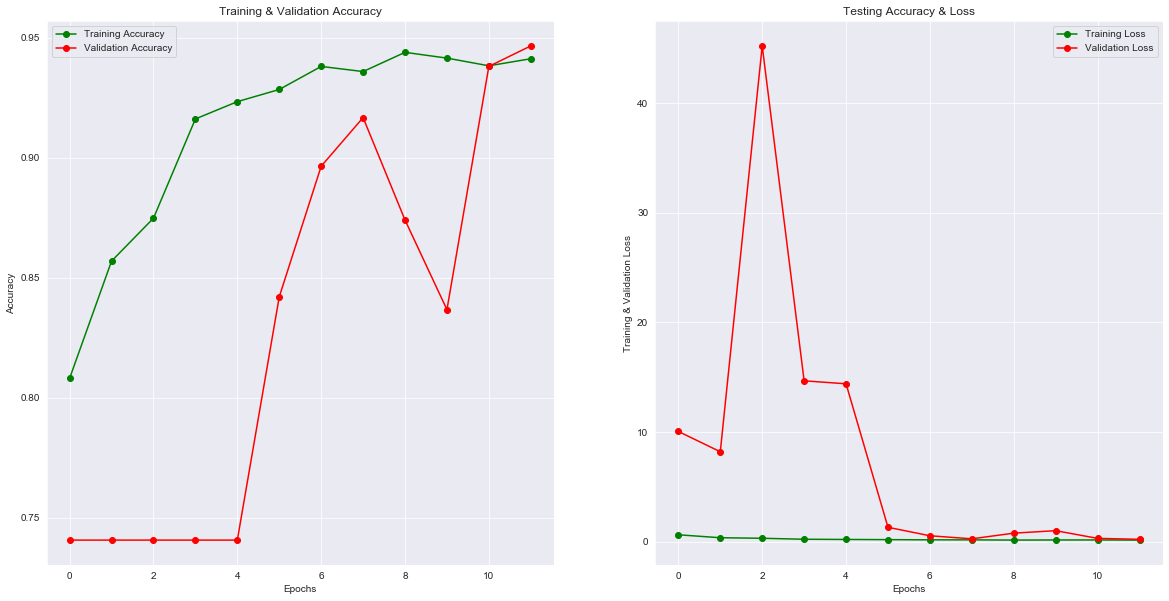 Training & Validation Accuracy
Training Accuracy
Validation Accuracy
0.95
0.90
0.85
0.80
0.75
Accuracy
0 2 4 6 8 10
Epochs
Testing Accuracy & Loss
Training Loss
Validation Loss
40
30
20
10
0
Training & Validation Loss
0 2 4 6 8 10
Epochs